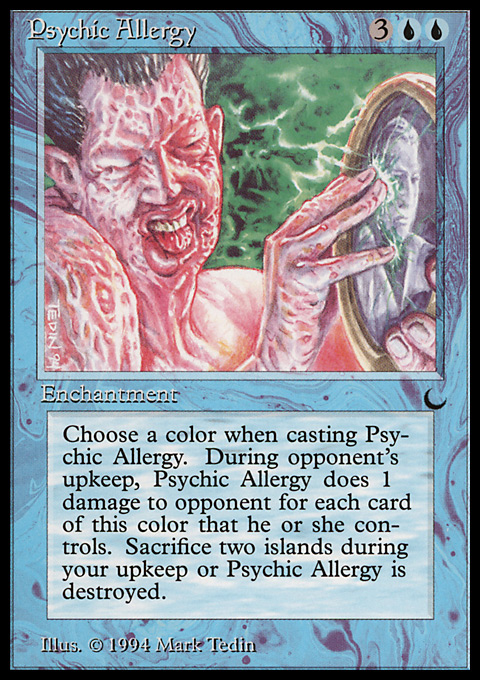 Psychic Allergy 3
TEDIN 94
Enchantment
Choose a color when casting Psy-
chic Allergy. During opponent's
upkeep, Psychic Allergy does 1
damage to opponent for each card
of this color that he or she con-
trols. Sacrifice two islands during
your upkeep or Psychic Allergy is
destroyed.
Illus. © 1994 Mark Tedin